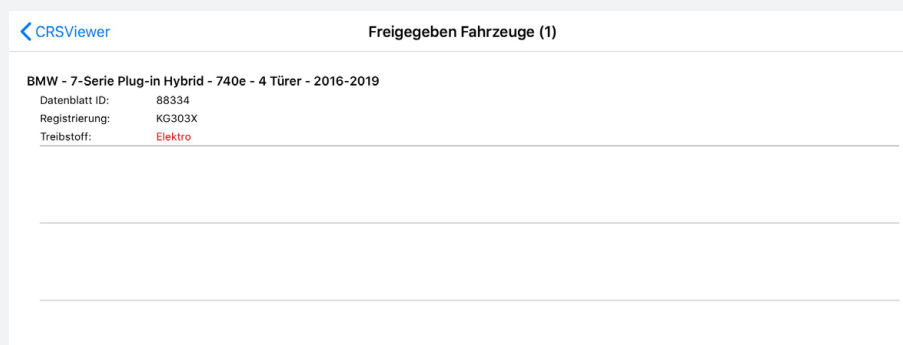 CRSViewer
Freigegeben Fahrzeuge (1)
BMW - 7-Serie Plug-in Hybrid - 740e - 4 Türer - 2016-2019
Datenblatt ID: 88334
Registrierung: KG303X
Treibstoff: Elektro